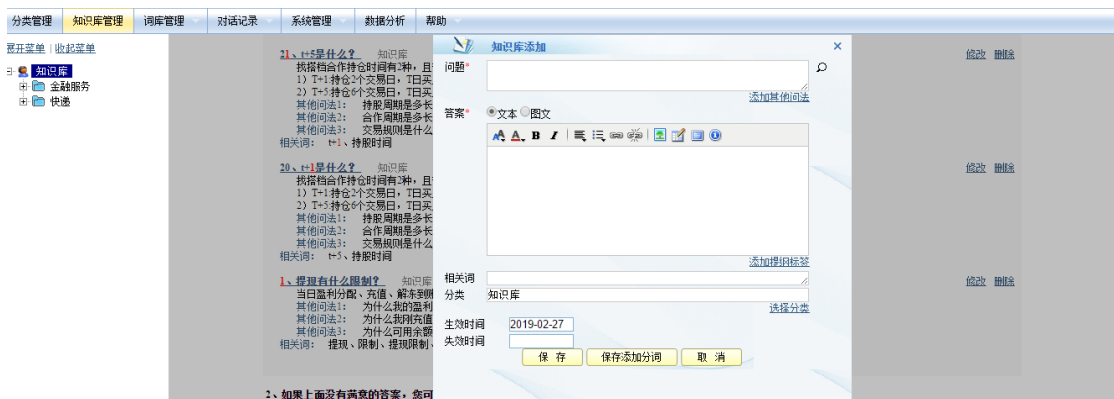 分类管理 知识库管理 词库管理 对话记录 系统管理 数据分析 帮助
展开菜单 | 收起菜单
知识库
金融服务
快递
21、t+5是什么? 知识库 修改 删除
找搭档合作持仓时间有2种，且
1）T+1:持仓2个交易日，T日买
2）T+5:持仓6个交易日，T日买
其他问法1: 持股周期是多长
其他问法2: 合作周期是多长
其他问法3: 交易规则是什么
相关词: t+1、持股时间
20、t+1是什么? 知识库 修改 删除
找搭档合作持仓时间有2种，且
1）T+1:持仓2个交易日，T日买
2）T+5:持仓6个交易日，T日买
其他问法1: 持股周期是多长
其他问法2: 合作周期是多长
其他问法3: 交易规则是什么
相关词: t+5、持股时间
1、提现有什么限制? 知识库 修改 删除
当日盈利分配、充值、解冻到账
其他问法1: 为什么我的盈利
其他问法2: 为什么我刚充值
其他问法3: 为什么可用余额
相关词: 提现、限制、提现限制、
2、如果上面没有满意的答案，您可
知识库添加 ×
问题*
添加其他问法
答案* 文本 图文
A A B I
添加提纲标签
相关词
分类 知识库
选择分类
生效时间 2019-02-27
失效时间
保 存 保存添加分词 取 消